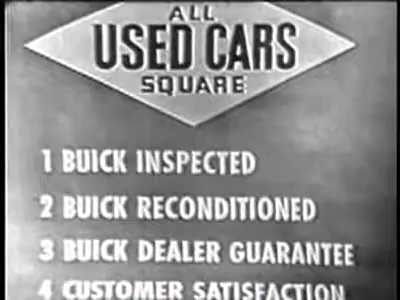 ALL
USED CARS
SQUARE
1 BUICK INSPECTED
2 BUICK RECONDITIONED
3 BUICK DEALER GUARANTEE
4 CUSTOMER SATISFACTION